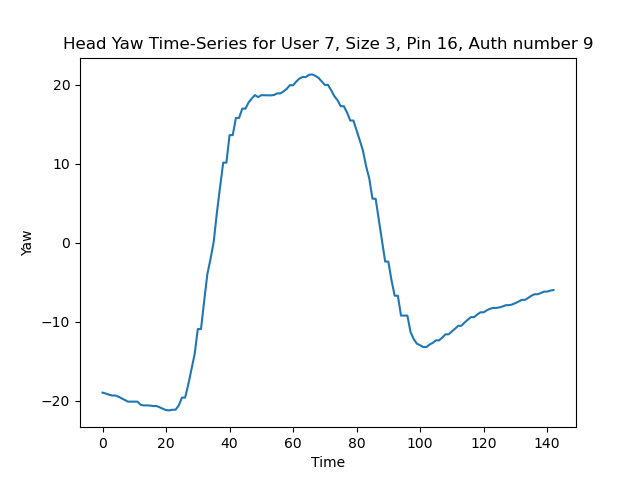 Head Yaw Time-Series for User 7, Size 3, Pin 16, Auth number 9
20
10
0
−10
−20
Yaw
0 20 40 60 80 100 120 140
Time